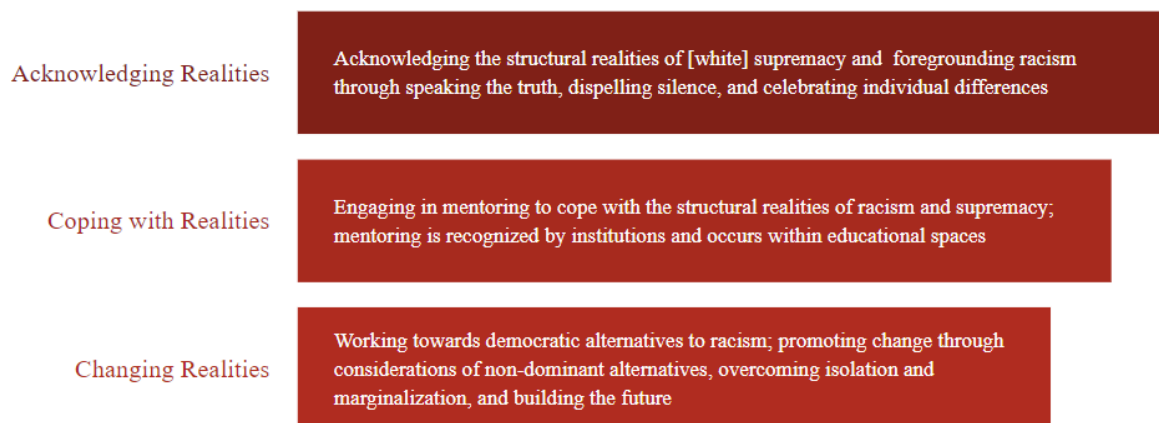 Acknowledging Realities
Acknowledging the structural realities of [white] supremacy and foregrounding racism
through speaking the truth, dispelling silence, and celebrating individual differences
Coping with Realities
Engaging in mentoring to cope with the structural realities of racism and supremacy;
mentoring is recognized by institutions and occurs within educational spaces
Changing Realities
Working towards democratic alternatives to racism; promoting change through
considerations of non-dominant alternatives, overcoming isolation and
marginalization, and building the future